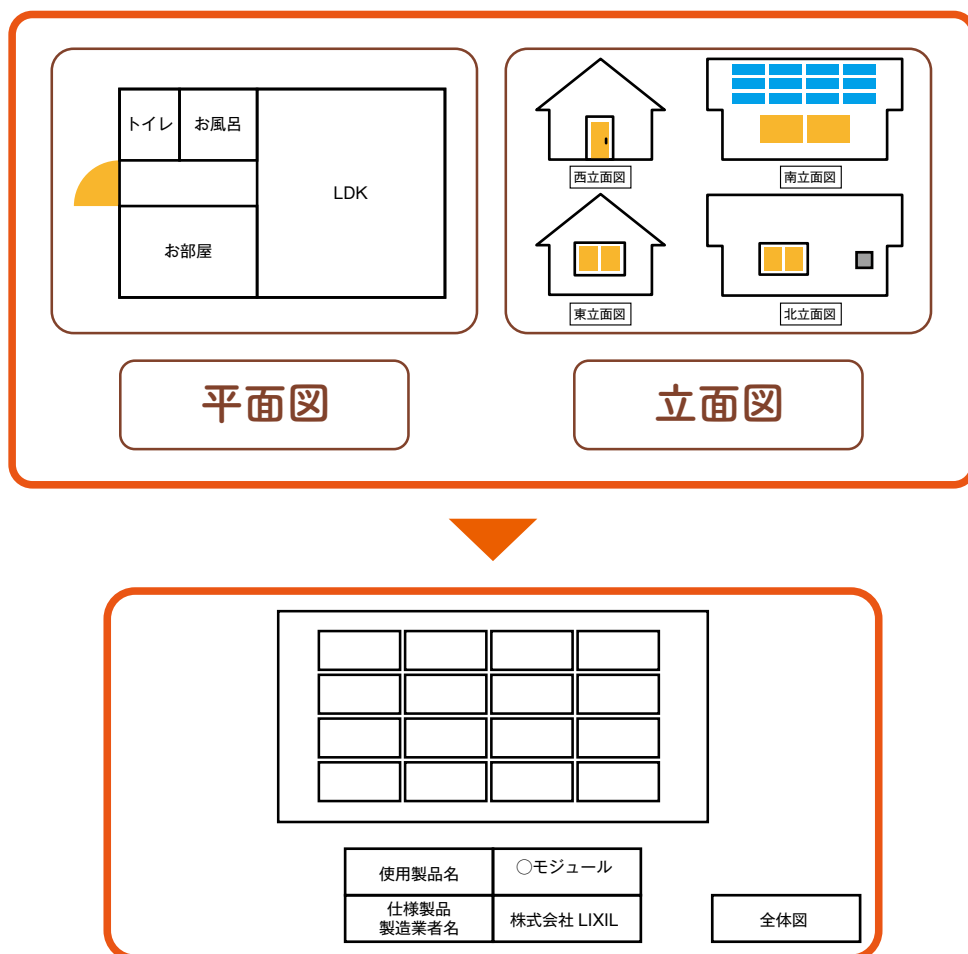 トイレ
お風呂
LDK
お部屋
西立面図
南立面図
東立面図
北立面図
平面図
立面図
使用製品名
○モジュール
仕様製品
製造業者名
株式会社 LIXIL
全体図